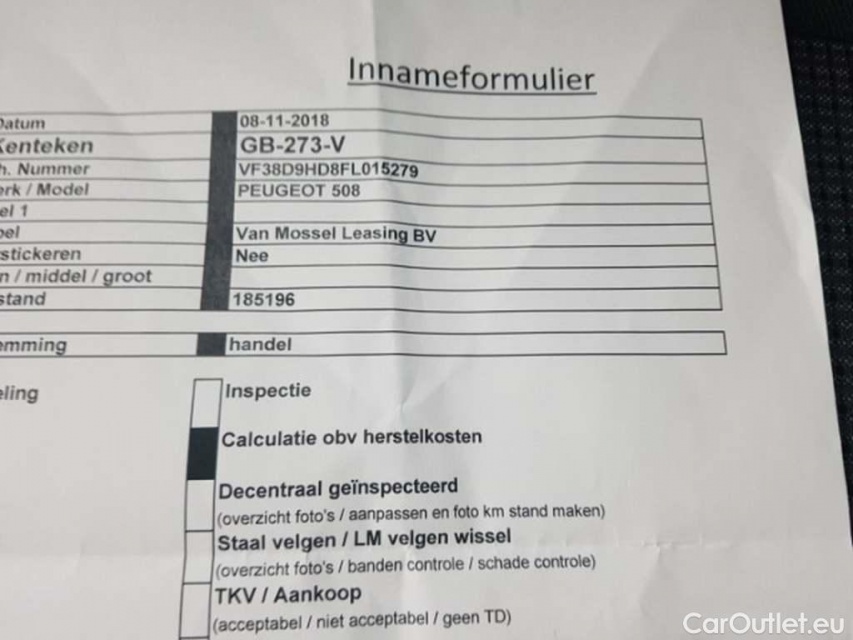 Innameformulier
Datum 08-11-2018
Kenteken GB-273-V
h. Nummer VF38D9HD8FL015279
erk / Model PEUGEOT 508
el 1
el Van Mossel Leasing BV
stickeren Nee
n / middel / groot
stand 185196
emming handel
eling Inspectie
Calculatie obv herstelkosten
Decentraal geïnspecteerd
(overzicht foto's / aanpassen en foto km stand maken)
Staal velgen / LM velgen wissel
(overzicht foto's / banden controle / schade controle)
TKV / Aankoop
(acceptabel / niet acceptabel / geen TD)
CarOutlet.eu